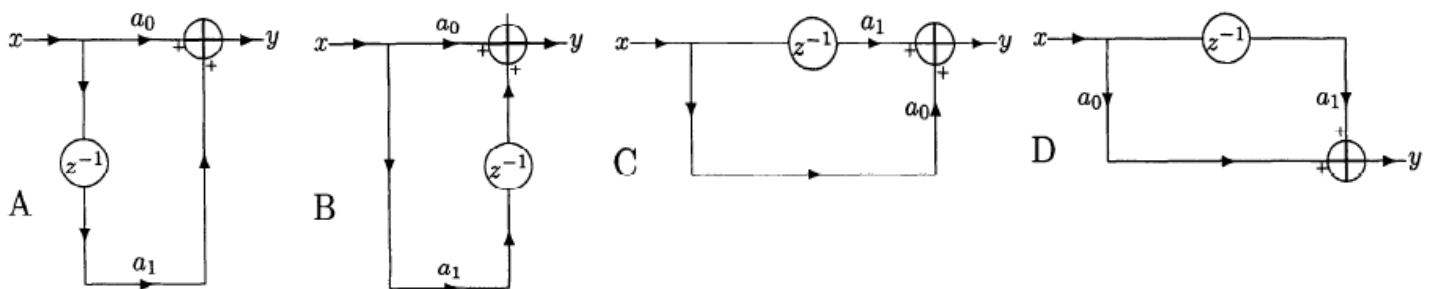 x a₀ + y
+
z⁻¹
a₁
A
x a₀ + y
+
z⁻¹
a₁
B
x z⁻¹ a₁ + y
+
a₀
C
x z⁻¹
a₀ a₁
+
+ y
D